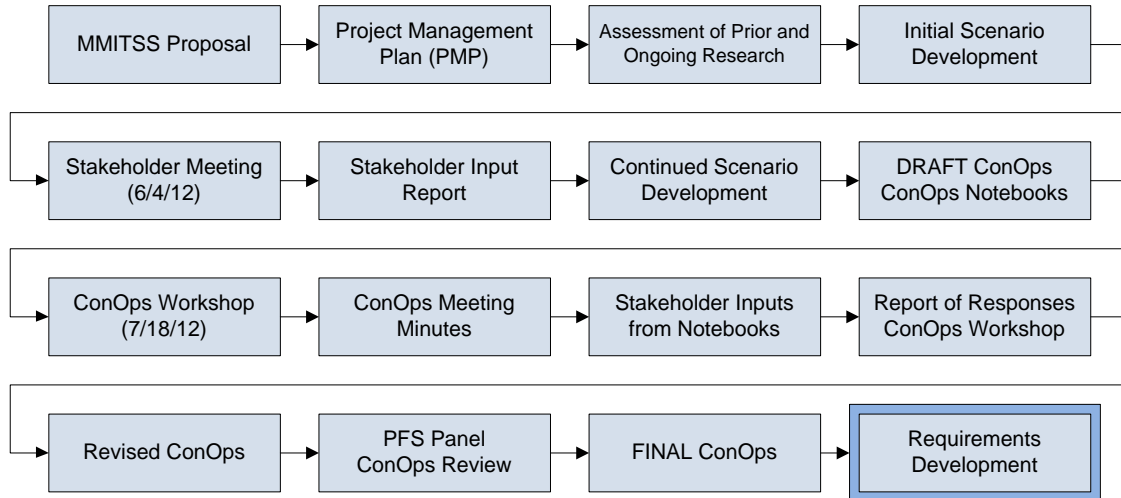 MMITSS Proposal
Project Management
Plan (PMP)
Assessment of Prior and
Ongoing Research
Initial Scenario
Development
Stakeholder Meeting
(6/4/12)
Stakeholder Input
Report
Continued Scenario
Development
DRAFT ConOps
ConOps Notebooks
ConOps Workshop
(7/18/12)
ConOps Meeting
Minutes
Stakeholder Inputs
from Notebooks
Report of Responses
ConOps Workshop
Revised ConOps
PFS Panel
ConOps Review
FINAL ConOps
Requirements
Development